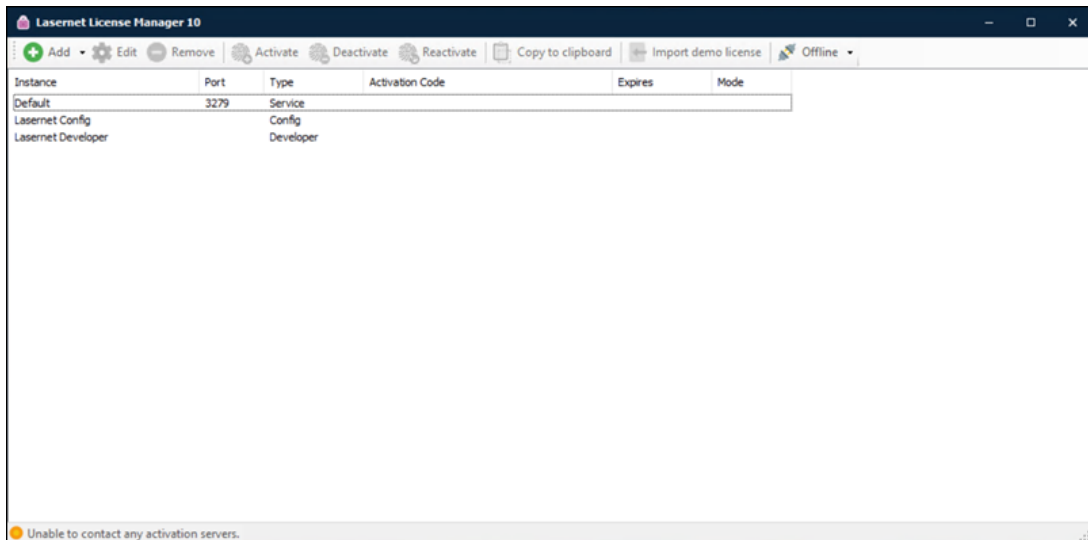 Lasernet License Manager 10
Add Edit Remove Activate Deactivate Reactivate Copy to clipboard Import demo license Offline
Instance Port Type Activation Code Expires Mode
Default 3279 Service
Lasernet Config Config
Lasernet Developer Developer
Unable to contact any activation servers.